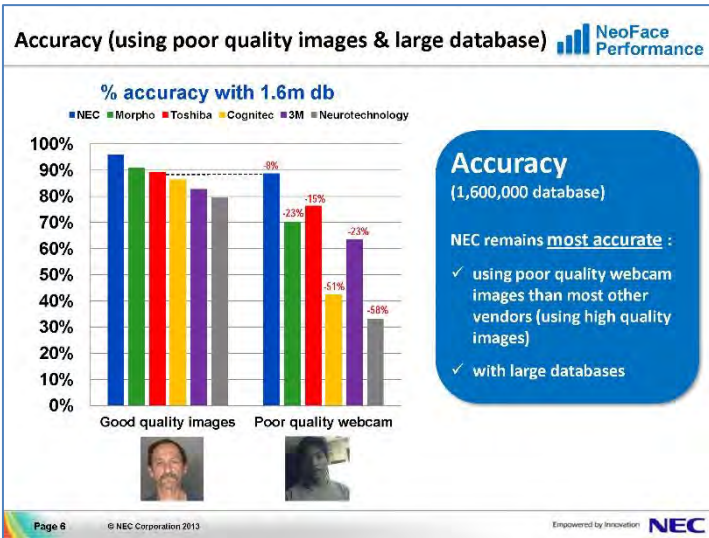 Accuracy (using poor quality images & large database)
NeoFace
Performance
% accuracy with 1.6m db
NEC Morpho Toshiba Cognitec 3M Neurotechnology
100%
90%
80%
70%
60%
50%
40%
30%
20%
10%
0%
-8%
-23%
-15%
-51%
-23%
-58%
Good quality images
Poor quality webcam
Accuracy
(1,600,000 database)
NEC remains most accurate :
✓ using poor quality webcam
images than most other
vendors (using high quality
images)
✓ with large databases
Page 6
© NEC Corporation 2013
Empowered by Innovation
NEC